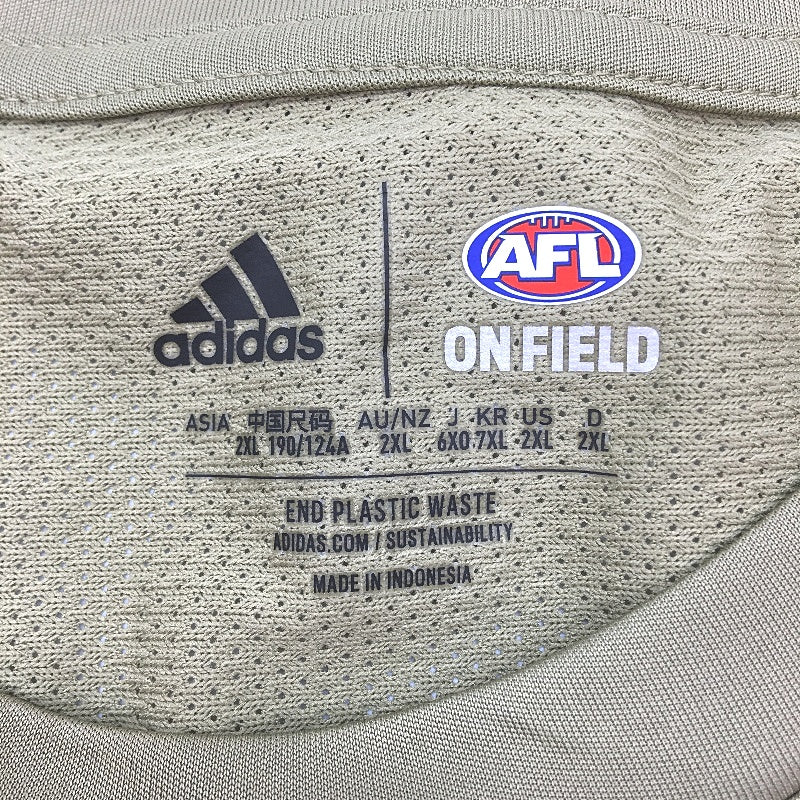 adidas
AFL
ON FIELD
ASIA 中国尺码 AU/NZ J KR US D
2XL 190/124A 2XL 6XO 7XL 2XL 2XL
END PLASTIC WASTE
ADIDAS.COM / SUSTAINABILITY
MADE IN INDONESIA